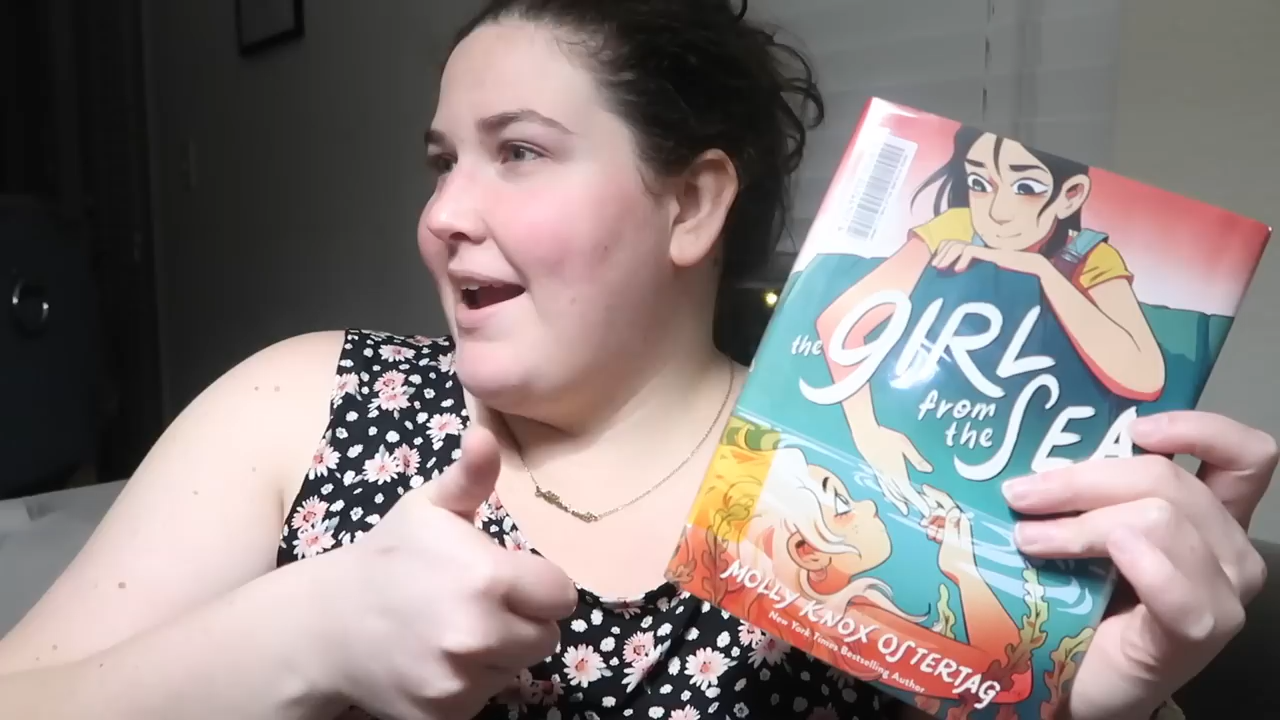 the GIRL
from
the SEA
MOLLY KNOX OSTERTAG
New York Times Bestselling Author